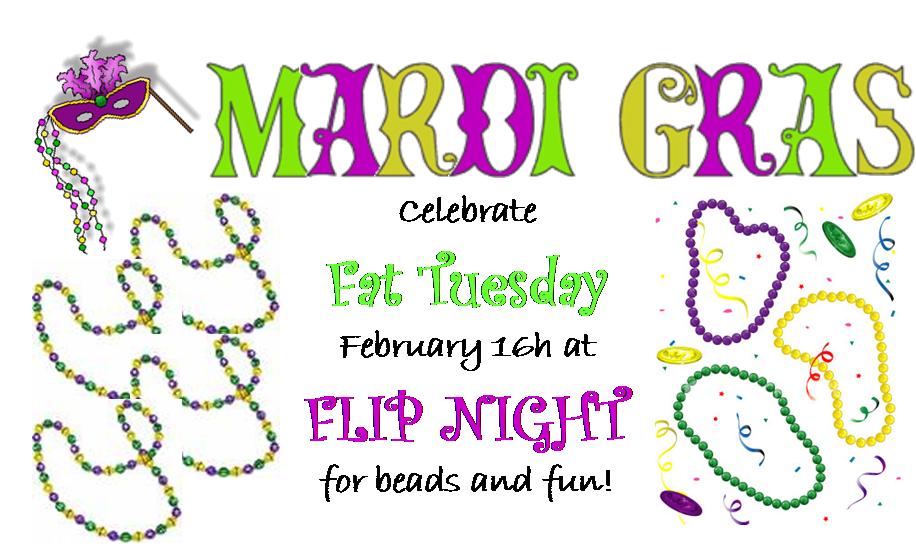 MARDI GRAS
Celebrate
Fat Tuesday
February 16h at
FLIP NIGHT
for beads and fun!